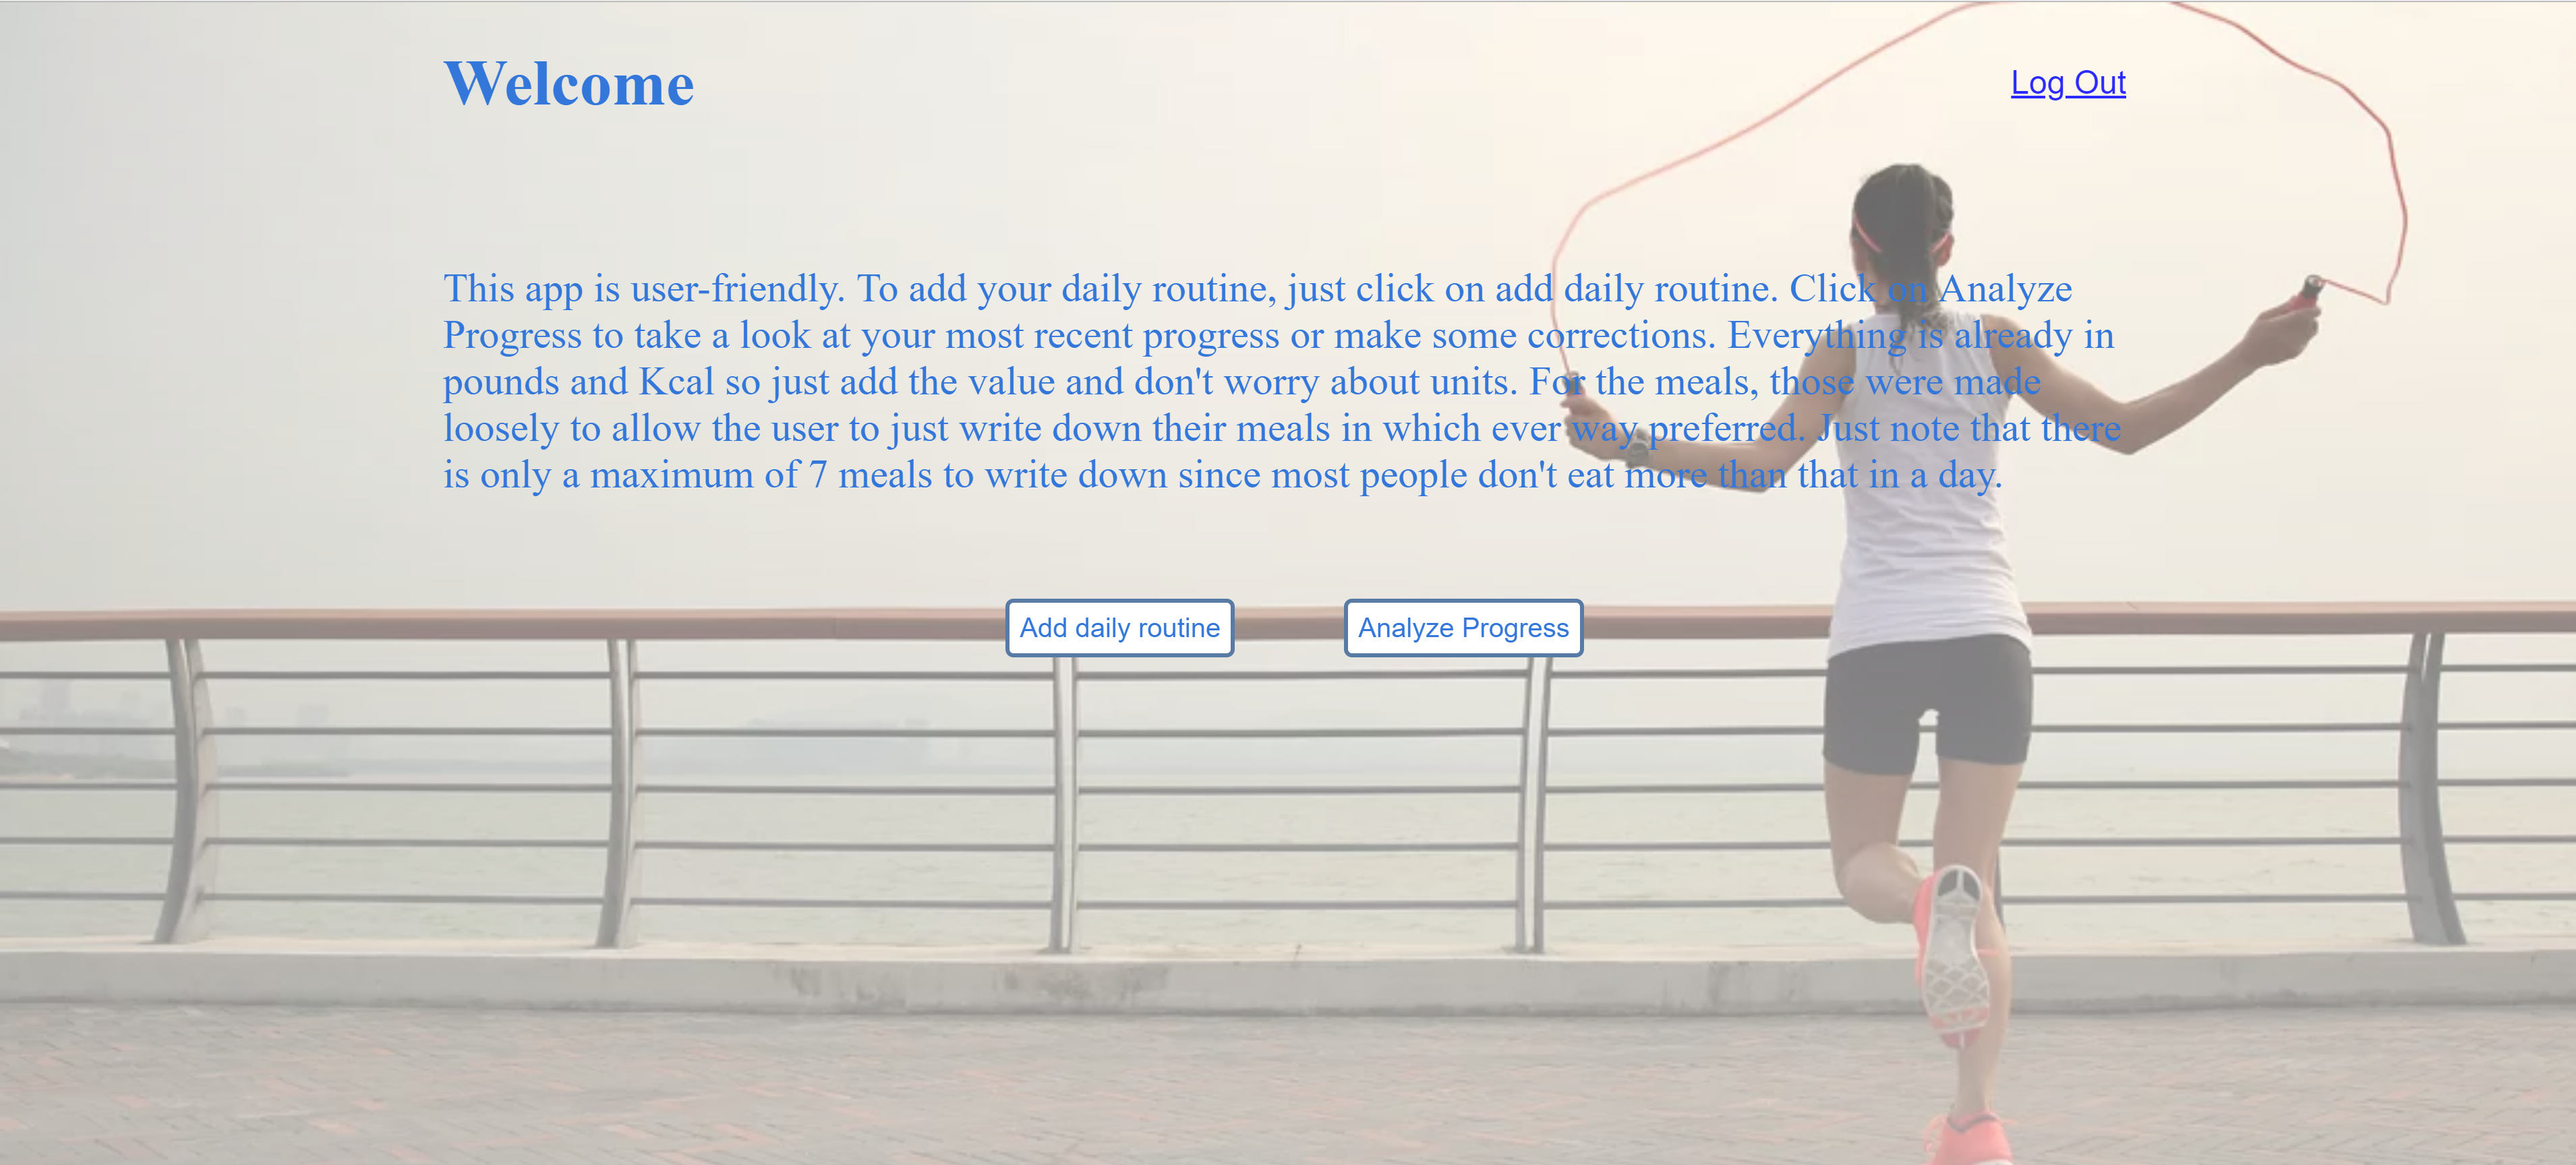 Welcome
Log Out
This app is user-friendly. To add your daily routine, just click on add daily routine. Click on Analyze
Progress to take a look at your most recent progress or make some corrections. Everything is already in
pounds and Kcal so just add the value and don't worry about units. For the meals, those were made
loosely to allow the user to just write down their meals in which ever way preferred. Just note that there
is only a maximum of 7 meals to write down since most people don't eat more than that in a day.
Add daily routine
Analyze Progress